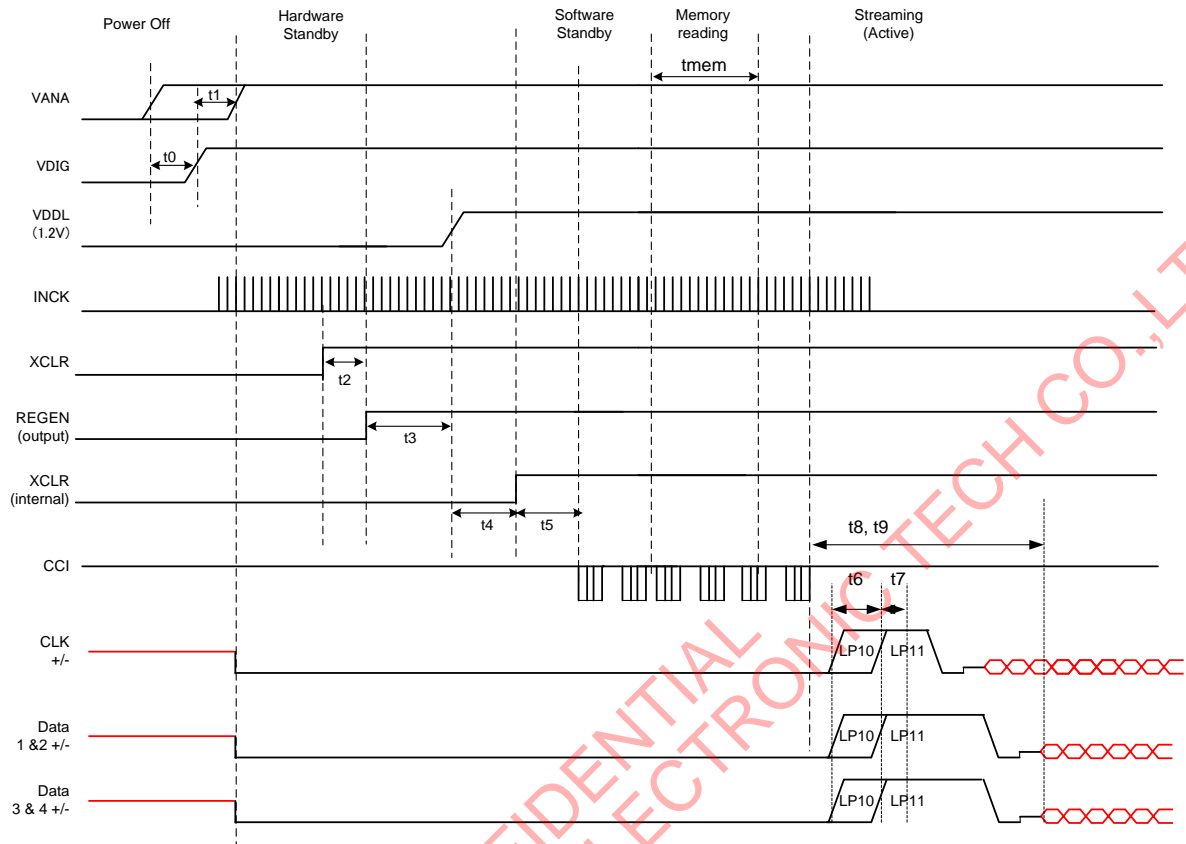 Power Off
Hardware
Standby
Software
Standby
Memory
reading
Streaming
(Active)
tmem
VANA
t1
VDIG
t0
VDDL
(1.2V)
INCK
XCLR
t2
REGEN
(output)
t3
XCLR
(internal)
t4
t5
CCI
t8, t9
t6
t7
CLK
+/-
LP10
LP11
Data
1 &2 +/-
LP10
LP11
Data
3 & 4 +/-
LP10
LP11
FIDENTIAL
ELECTRONIC TECH CO.,LT